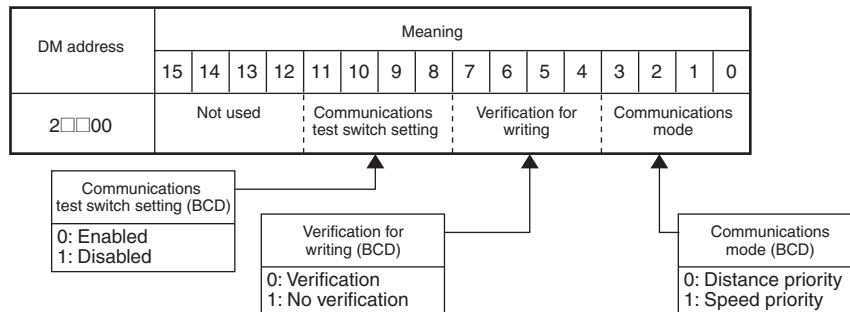 DM address
Meaning
15 14 13 12 11 10 9 8 7 6 5 4 3 2 1 0
2□□00
Not used
Communications
test switch setting
Verification for
writing
Communications
mode
Communications
test switch setting (BCD)
0: Enabled
1: Disabled
Verification for
writing (BCD)
0: Verification
1: No verification
Communications
mode (BCD)
0: Distance priority
1: Speed priority